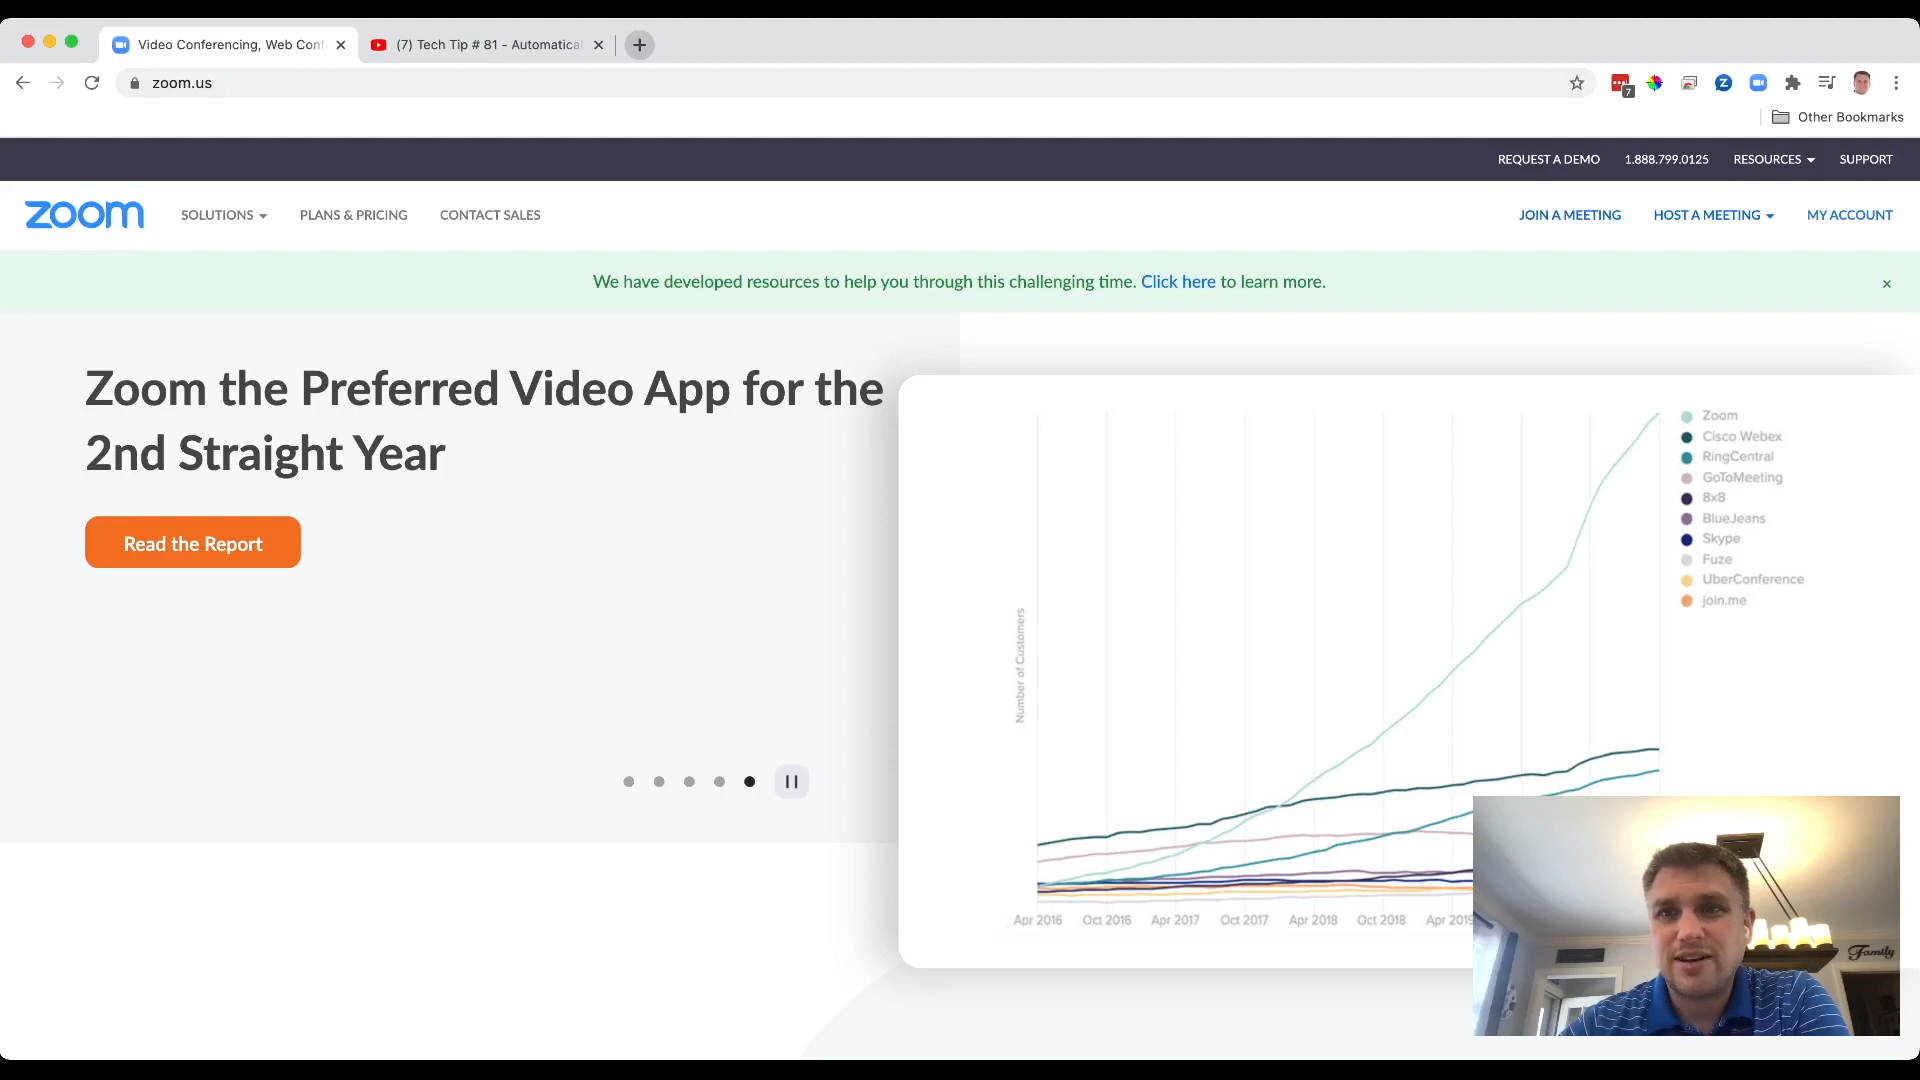 Video Conferencing, Web Conf
(7) Tech Tip # 81 - Automatical
zoom.us
7
Other Bookmarks
REQUEST A DEMO
1.888.799.0125
RESOURCES
SUPPORT
zoom
SOLUTIONS
PLANS & PRICING
CONTACT SALES
JOIN A MEETING
HOST A MEETING
MY ACCOUNT
We have developed resources to help you through this challenging time. Click here to learn more.
Zoom the Preferred Video App for the
2nd Straight Year
Read the Report
Zoom
Cisco Webex
RingCentral
GoToMeeting
8x8
BlueJeans
Skype
Fuze
UberConference
join.me
Number of Customers
Apr 2016
Oct 2016
Apr 2017
Oct 2017
Apr 2018
Oct 2018
Apr 2019
Family